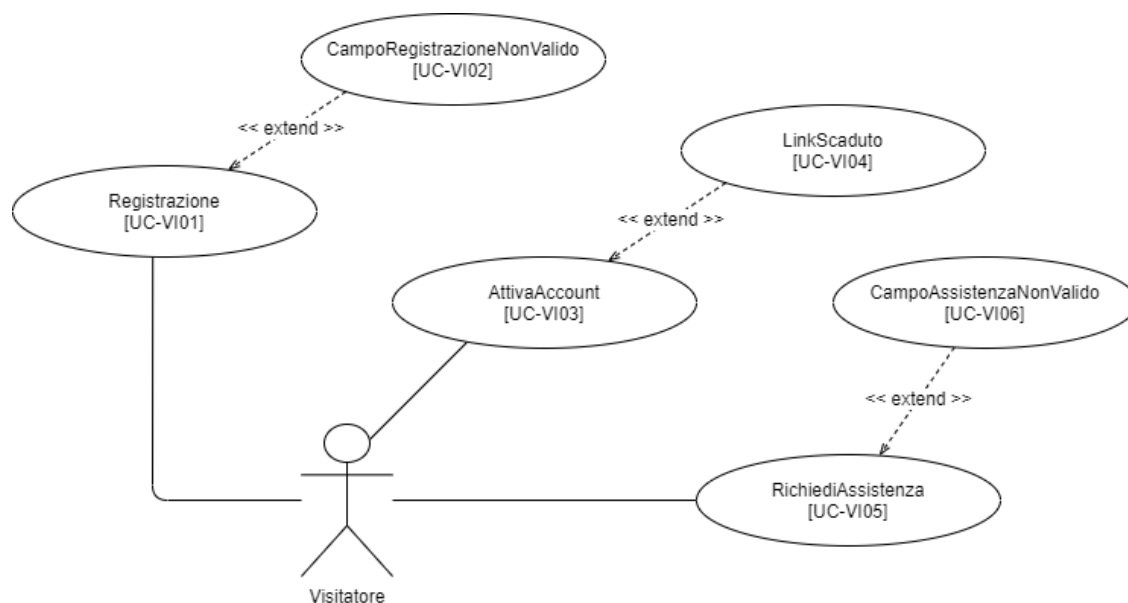 CampoRegistrazioneNonValido
[UC-VI02]
<< extend >>
LinkScaduto
[UC-VI04]
Registrazione
[UC-VI01]
<< extend >>
AttivaAccount
[UC-VI03]
CampoAssistenzaNonValido
[UC-VI06]
<< extend >>
RichiediAssistenza
[UC-VI05]
Visitatore